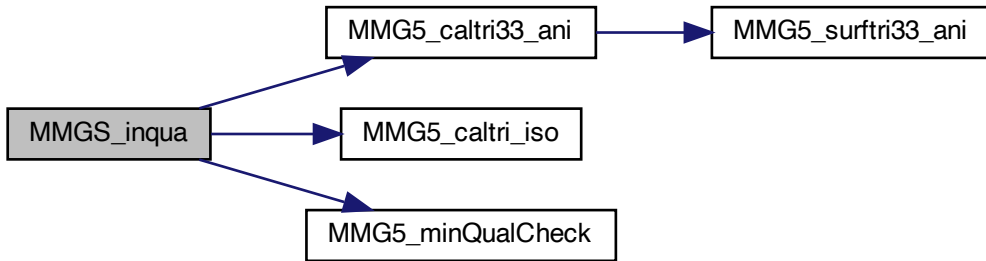 MMG5_caltri33_ani
MMG5_surftri33_ani
MMGS_inqua
MMG5_caltri_iso
MMG5_minQualCheck